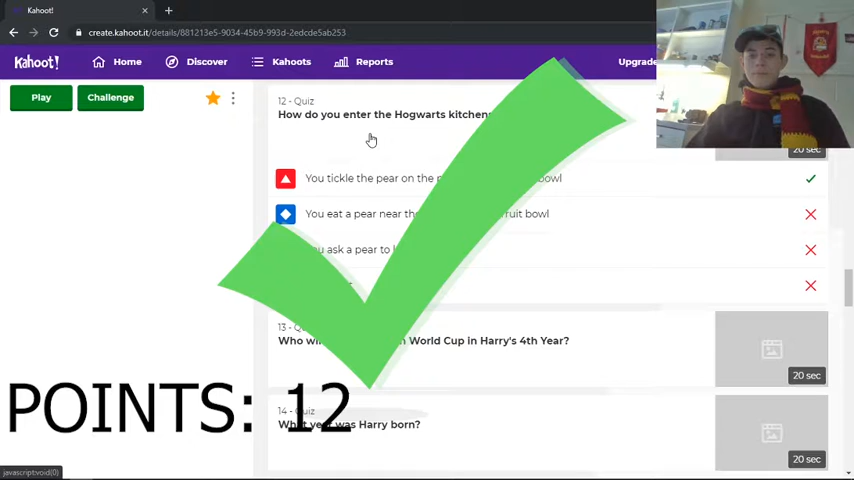 Kahoot!
create.kahoot.it/details/881213e5-9034-45b9-993d-2edcde5ab253
Kahoot! Home Discover Kahoots Reports Upgrade
Play Challenge
12 - Quiz
How do you enter the Hogwarts kitchens
20 sec
You tickle the pear on the bowl
You eat a pear near the fruit bowl
ask a pear to
13 -
Who World Cup in Harry's 4th Year?
20 sec
POINTS: 12
14 - Quiz
What year was Harry born?
20 sec
javascript:void(0)